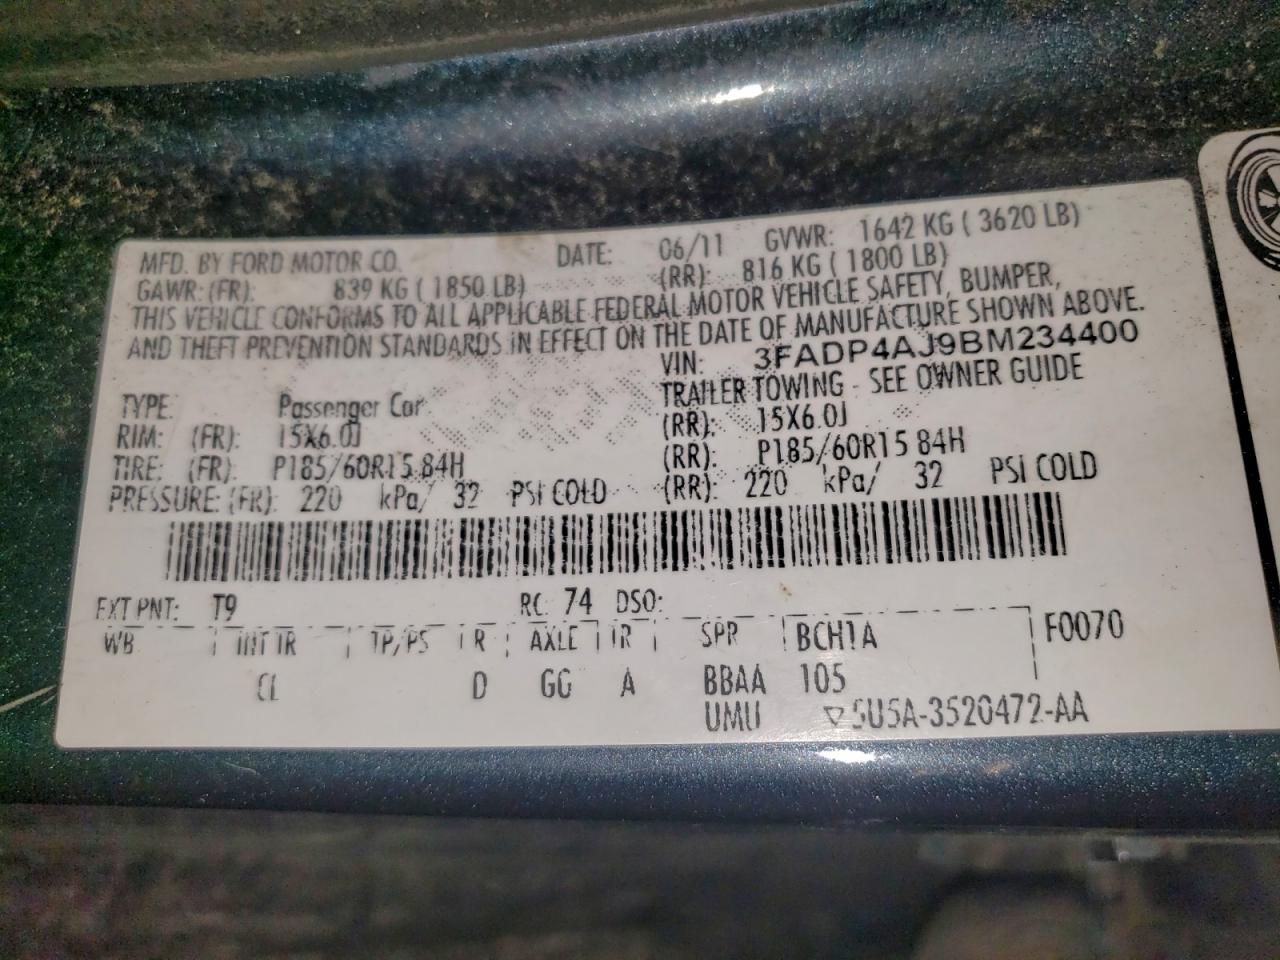 MFD. BY FORD MOTOR CO. DATE: 06/11 GVWR: 1642 KG ( 3620 LB)
GAWR: (FR): 839 KG ( 1850 LB) (RR): 816 KG ( 1800 LB)
THIS VEHICLE CONFORMS TO ALL APPLICABLE FEDERAL MOTOR VEHICLE SAFETY, BUMPER,
AND THEFT PREVENTION STANDARDS IN EFFECT ON THE DATE OF MANUFACTURE SHOWN ABOVE.
VIN: 3FADP4AJ9BM234400
TYPE: Passenger Car TRAILER TOWING - SEE OWNER GUIDE
RIM: (FR): 15X6.0J (RR): 15X6.0J
TIRE: (FR): P185/60R15 84H (RR): P185/60R15 84H
PRESSURE: (FR): 220 kPa/ 32 PSI COLD (RR): 220 kPa/ 32 PSI COLD
EXT PNT: T9 RC: 74 DSO:
WB INT TR TP/PS R AXLE TR SPR BCH1A F0070
CL D GG A BBAA 105
UMU ▽5U5A-3520472-AA